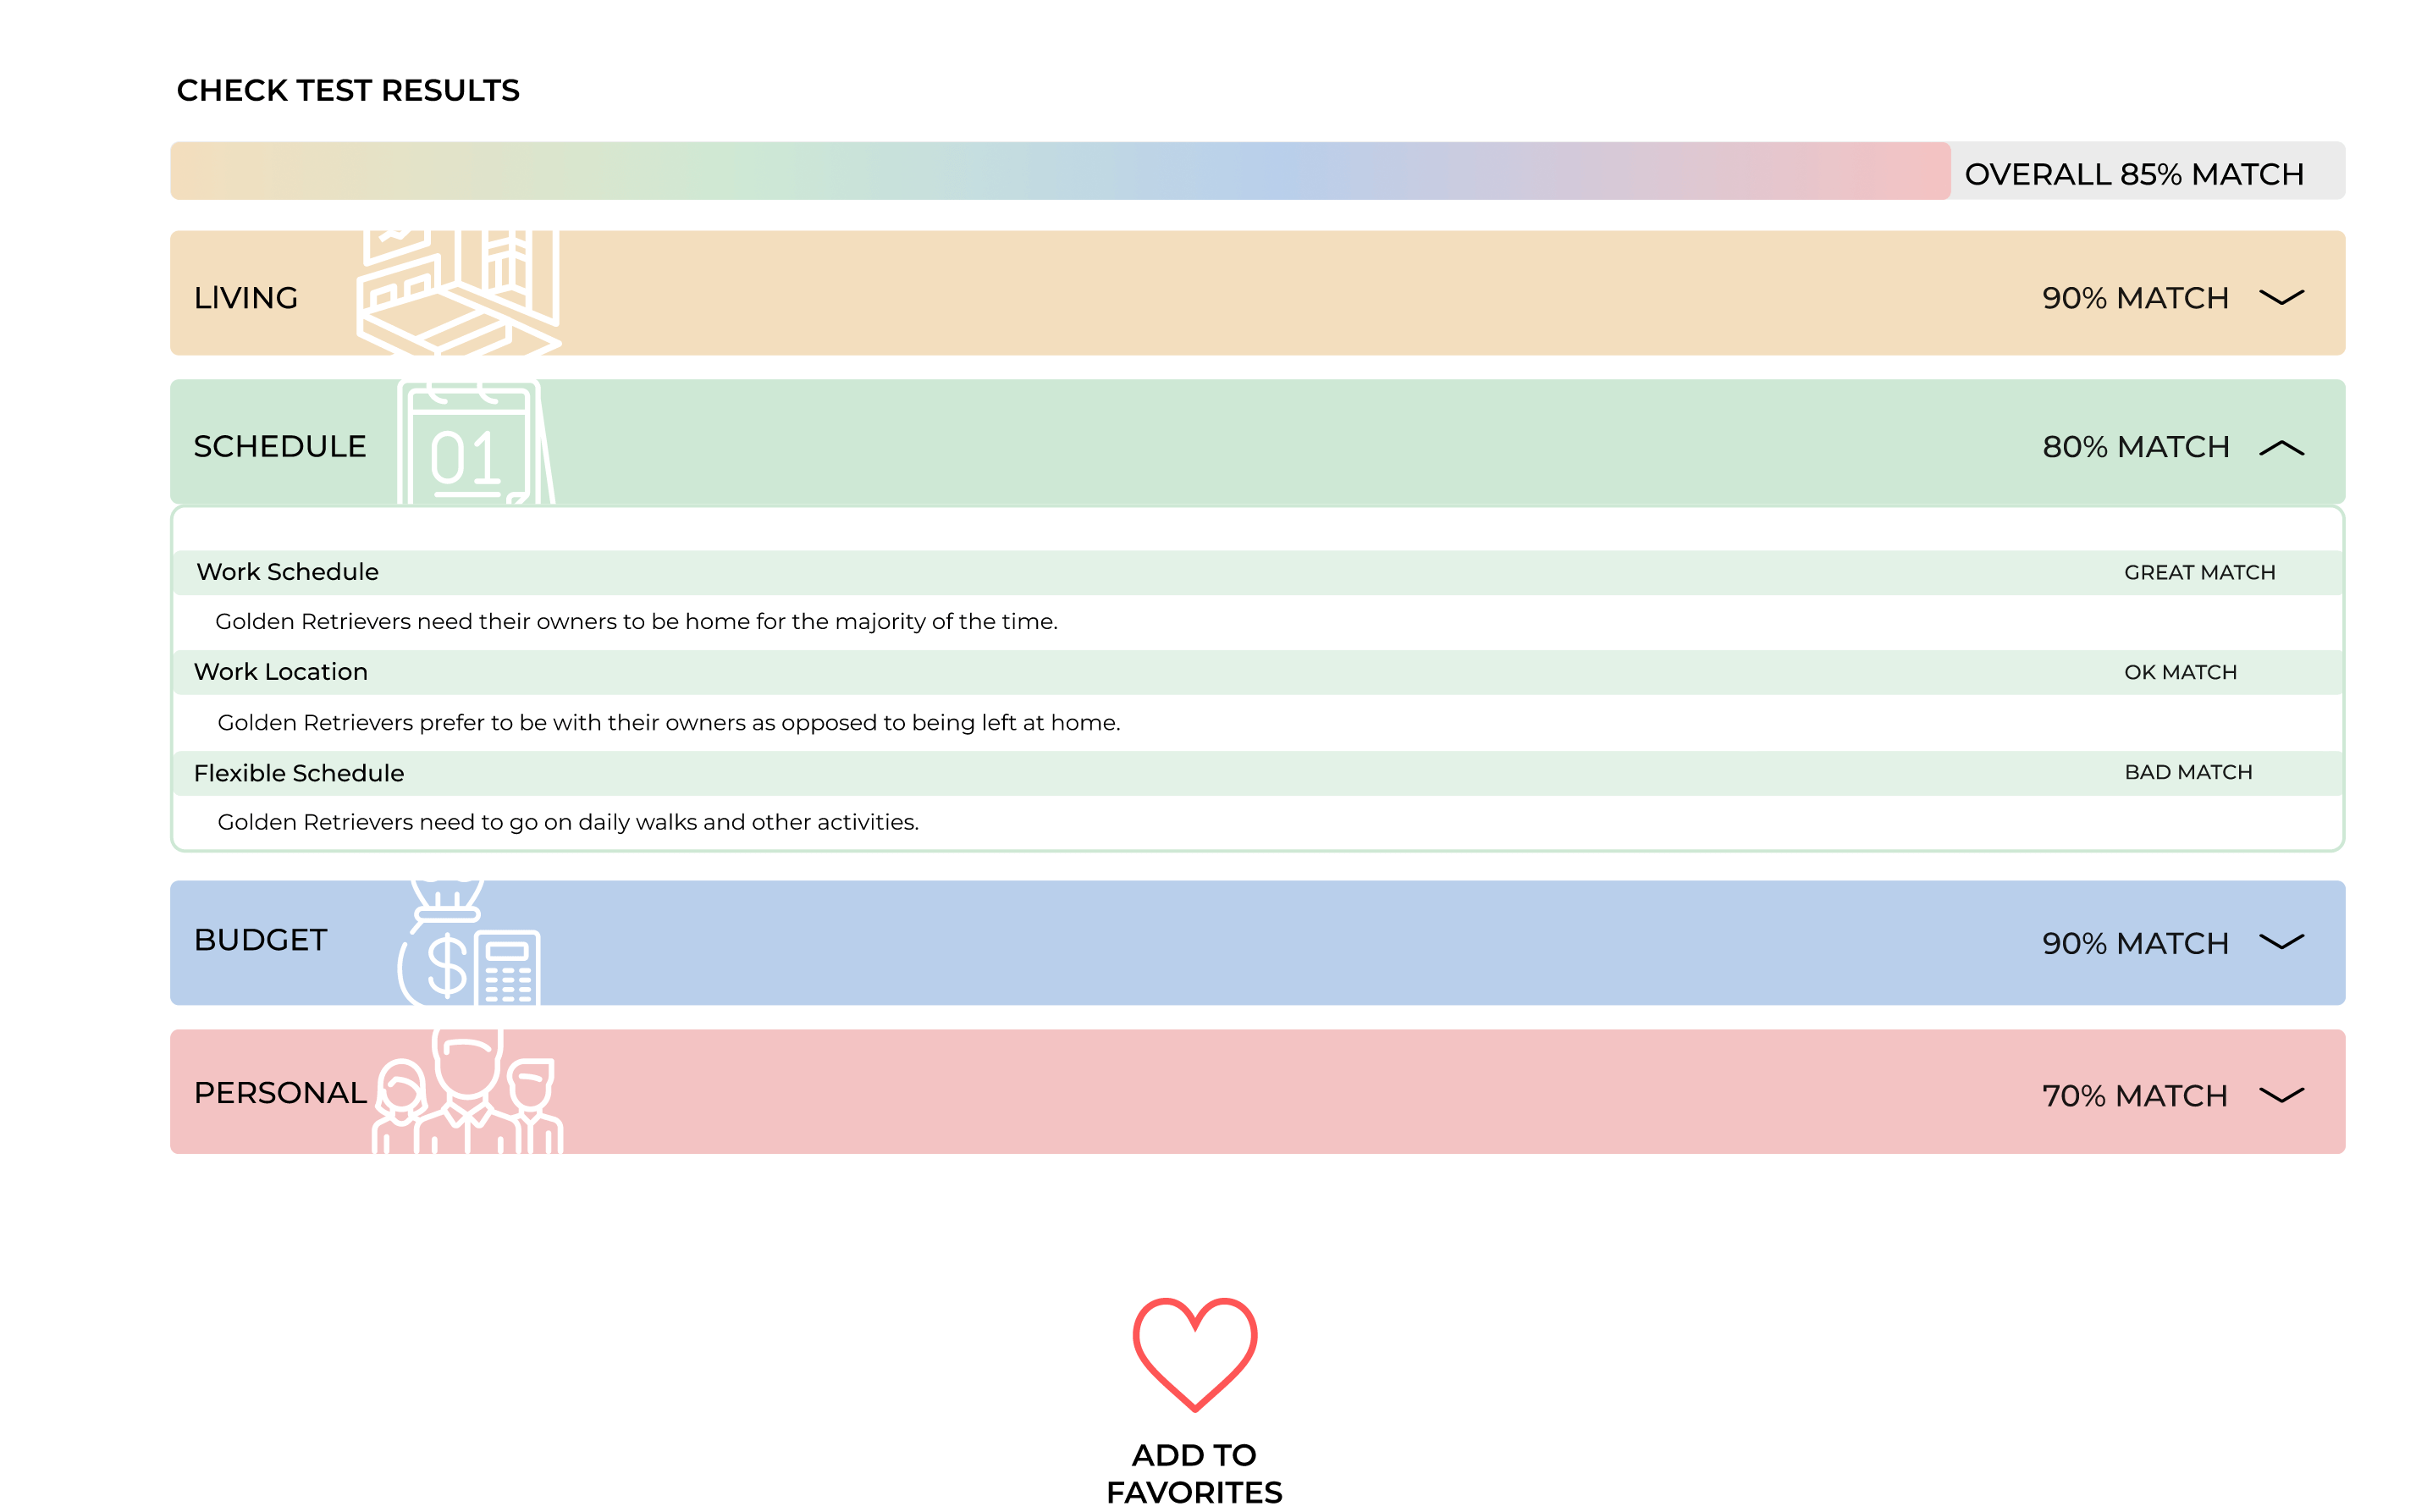 CHECK TEST RESULTS
OVERALL 85% MATCH
LIVING
90% MATCH
SCHEDULE
01
80% MATCH
Work Schedule
GREAT MATCH
Golden Retrievers need their owners to be home for the majority of the time.
Work Location
OK MATCH
Golden Retrievers prefer to be with their owners as opposed to being left at home.
Flexible Schedule
BAD MATCH
Golden Retrievers need to go on daily walks and other activities.
BUDGET
$
90% MATCH
PERSONAL
70% MATCH
ADD TO
FAVORITES